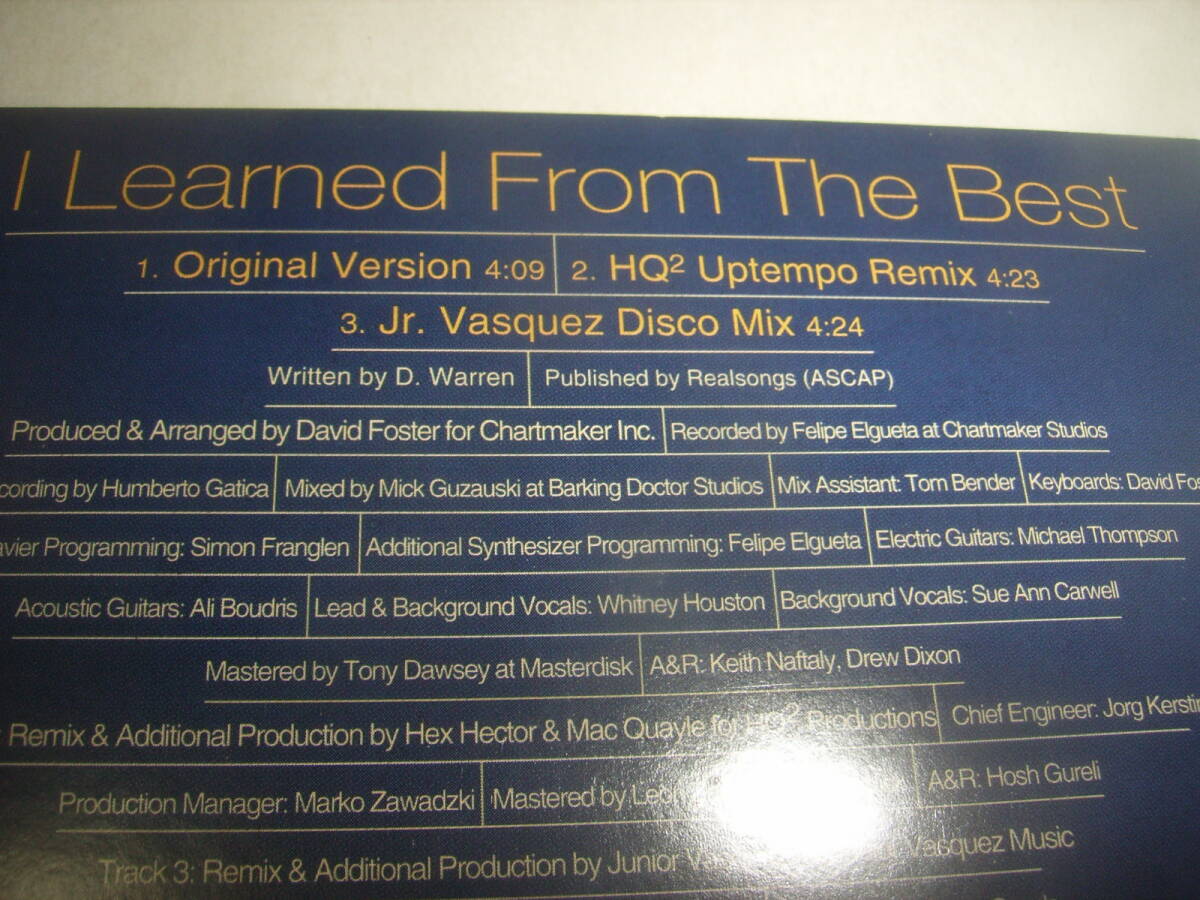 I Learned From The Best
1. Original Version 4:09 2. HQ² Uptempo Remix 4:23
3. Jr. Vasquez Disco Mix 4:24
Written by D. Warren Published by Realsongs (ASCAP)
Produced & Arranged by David Foster for Chartmaker Inc. Recorded by Felipe Elgueta at Chartmaker Studios
cording by Humberto Gatica Mixed by Mick Guzauski at Barking Doctor Studios Mix Assistant: Tom Bender Keyboards: David Fos
avier Programming: Simon Franglen Additional Synthesizer Programming: Felipe Elgueta Electric Guitars: Michael Thompson
Acoustic Guitars: Ali Boudris Lead & Background Vocals: Whitney Houston Background Vocals: Sue Ann Carwell
Mastered by Tony Dawsey at Masterdisk A&R: Keith Naftaly, Drew Dixon
Remix & Additional Production by Hex Hector & Mac Quayle for HQ² Productions Chief Engineer: Jorg Kerstin
Production Manager: Marko Zawadzki Mastered by A&R: Hosh Gureli
Track 3: Remix & Additional Production by Junior Vasquez Music